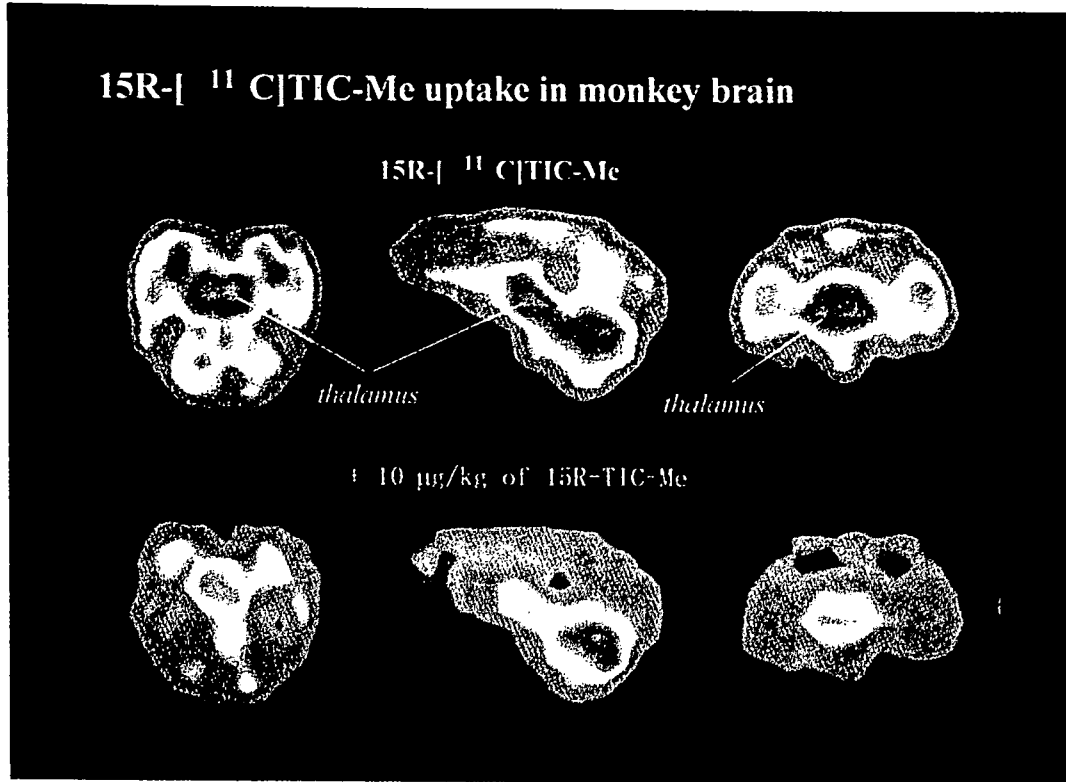 15R-[ ¹¹ C]TIC-Me uptake in monkey brain
15R-[ ¹¹ C]TIC-Me
thalamus
thalamus
+ 10 µg/kg of 15R-TIC-Me